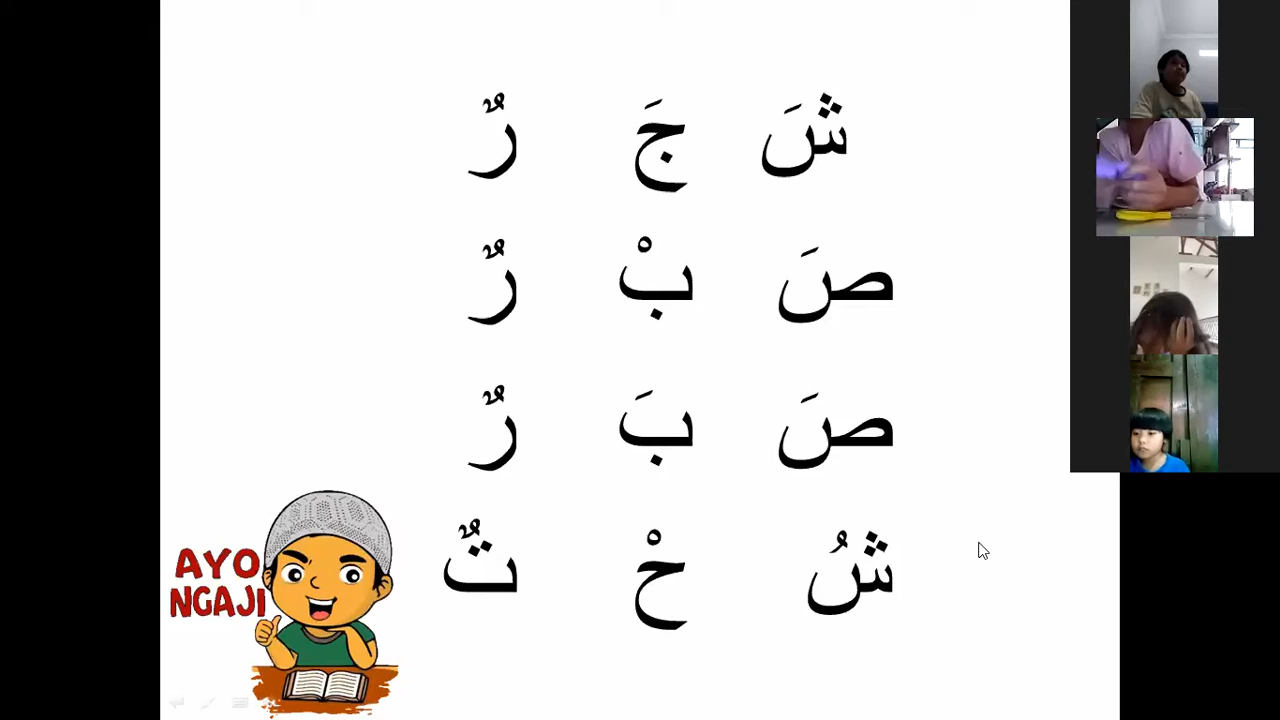 شَ جَ رٌ
صَ بْ رٌ
صَ بَ رٌ
شُ حْ تٌ
AYO
NGAJI